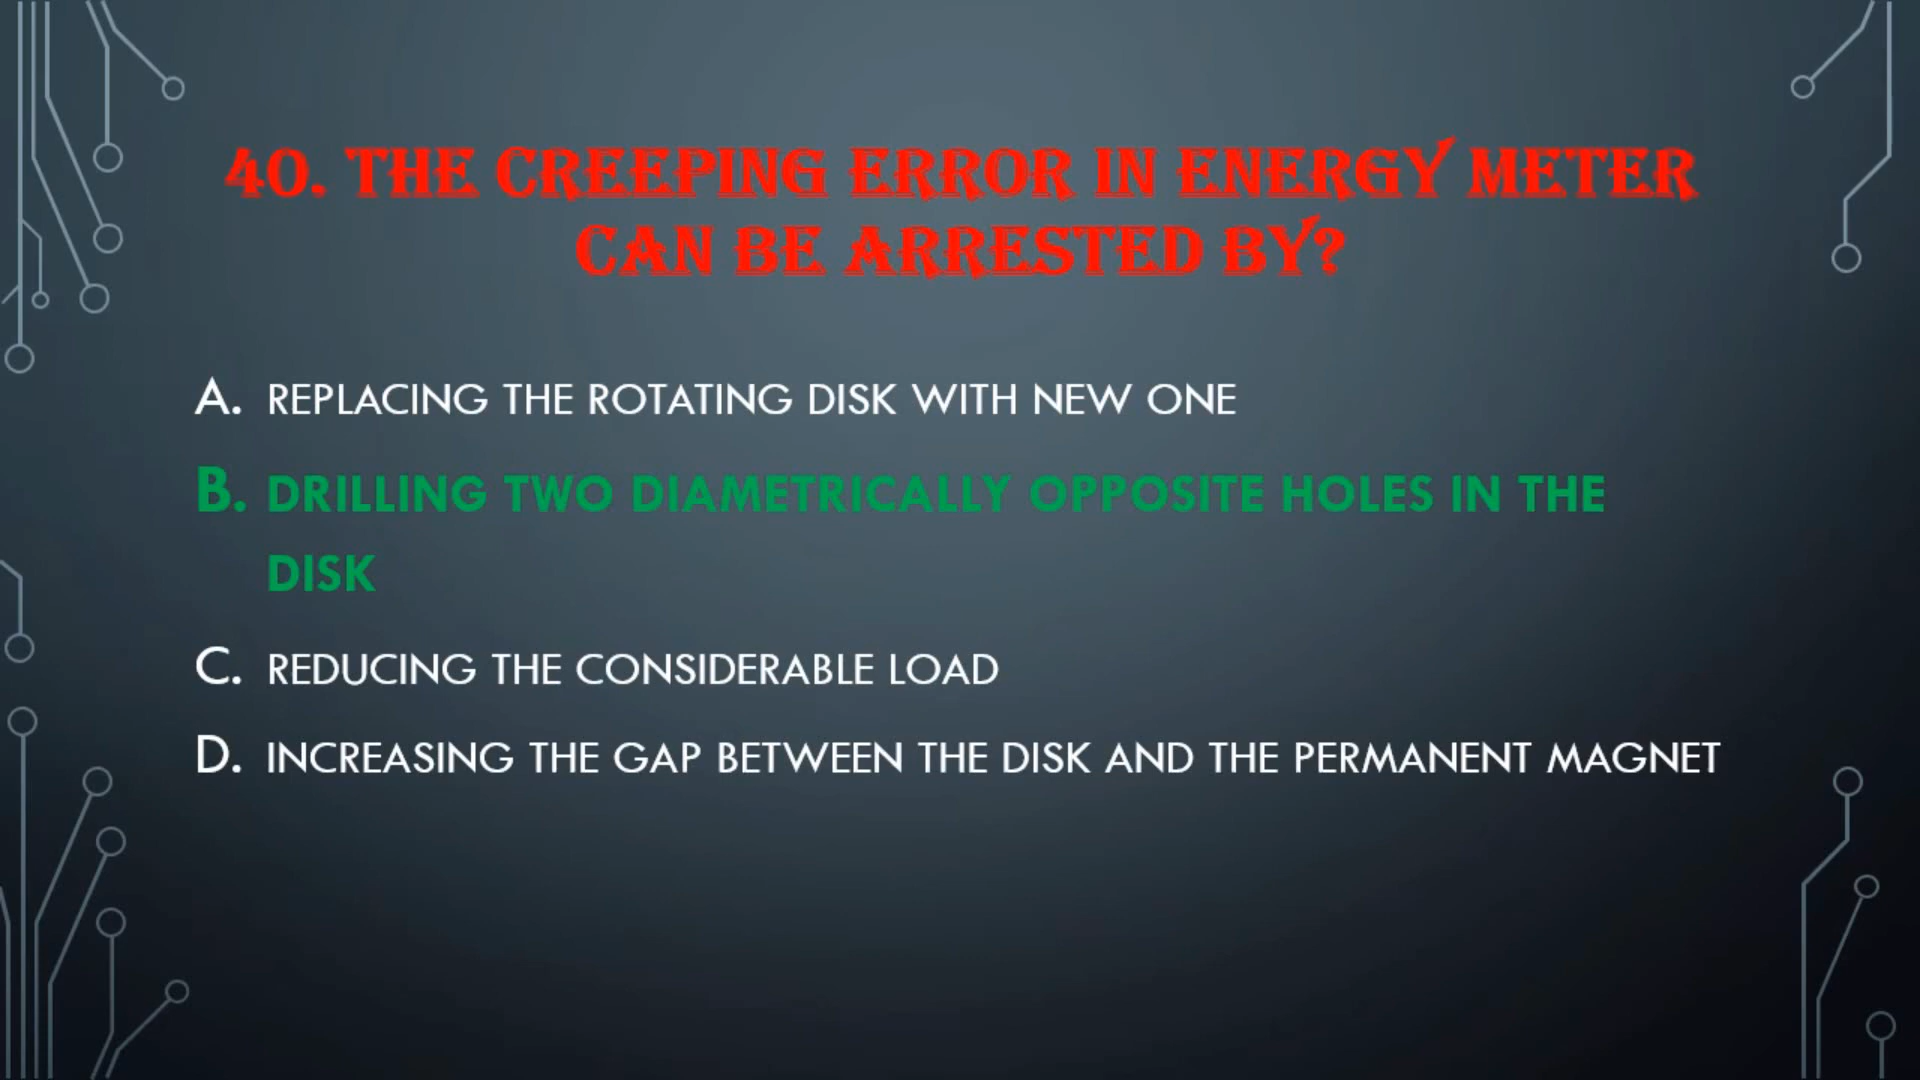 40. THE CREEPING ERROR IN ENERGY METER
CAN BE ARRESTED BY?
A. REPLACING THE ROTATING DISK WITH NEW ONE
B. DRILLING TWO DIAMETRICALLY OPPOSITE HOLES IN THE
DISK
C. REDUCING THE CONSIDERABLE LOAD
D. INCREASING THE GAP BETWEEN THE DISK AND THE PERMANENT MAGNET